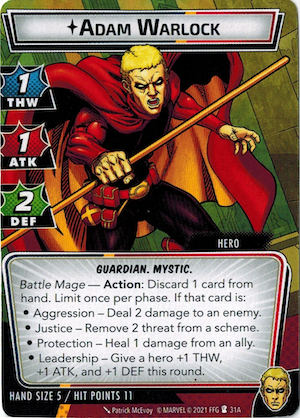 ADAM WARLOCK
1
THW
1
ATK
2
DEF
HERO
GUARDIAN. MYSTIC.
Battle Mage — Action: Discard 1 card from
hand. Limit once per phase. If that card is:
• Aggression – Deal 2 damage to an enemy.
• Justice – Remove 2 threat from a scheme.
• Protection – Heal 1 damage from an ally.
• Leadership – Give a hero +1 THW,
+1 ATK, and +1 DEF this round.
HAND SIZE 5 / HIT POINTS 11
Patrick McEvoy © MARVEL © 2021 FFG 31A